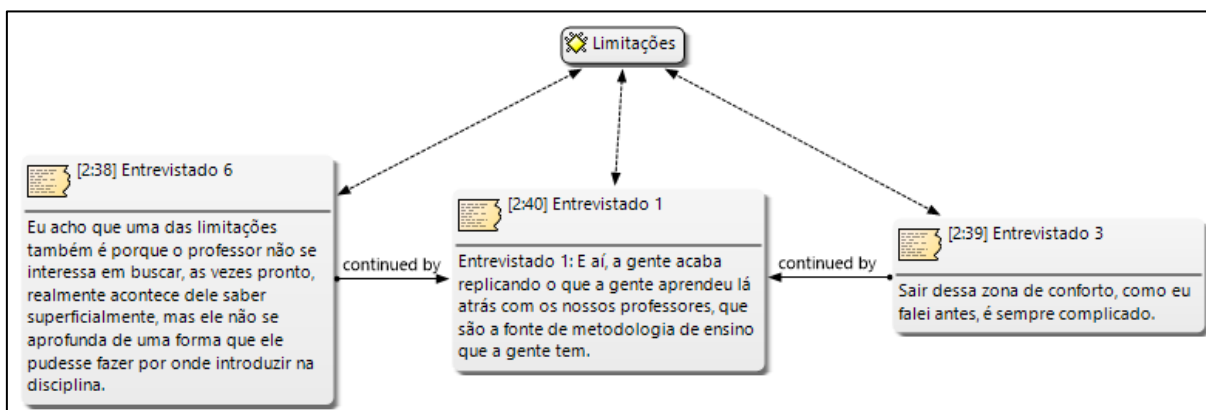 Limitações
[2:38] Entrevistado 6
Eu acho que uma das limitações
também é porque o professor não se
interessa em buscar, as vezes pronto,
realmente acontece dele saber
superficialmente, mas ele não se
aprofunda de uma forma que ele
pudesse fazer por onde introduzir na
disciplina.
continued by
[2:40] Entrevistado 1
Entrevistado 1: E aí, a gente acaba
replicando o que a gente aprendeu lá
atrás com os nossos professores, que
são a fonte de metodologia de ensino
que a gente tem.
continued by
[2:39] Entrevistado 3
Sair dessa zona de conforto, como eu
falei antes, é sempre complicado.